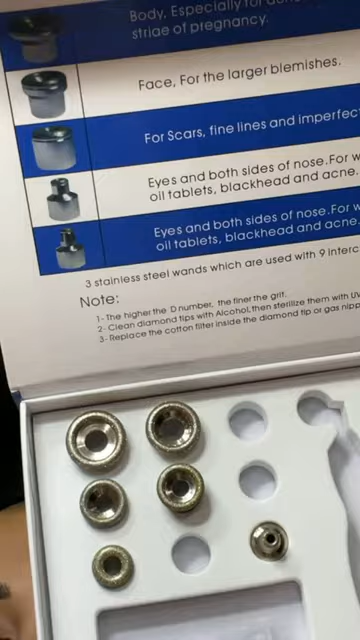 Body, Especially for
striae of pregnancy.
Face, For the larger blemishes.
For Scars, fine lines and
Eyes and both sides of nose.For
oil tablets, blackhead and acne.
Eyes and both sides of nose.For
oil tablets, blackhead and acne.
3 stainless steel wands which are used with 9
Note:
1- The higher the D number, the finer the grit.
2- Clean diamond tips with Alcohol,then sterilize them with UV
3- Replace the cotton filter inside the diamond tip or gas